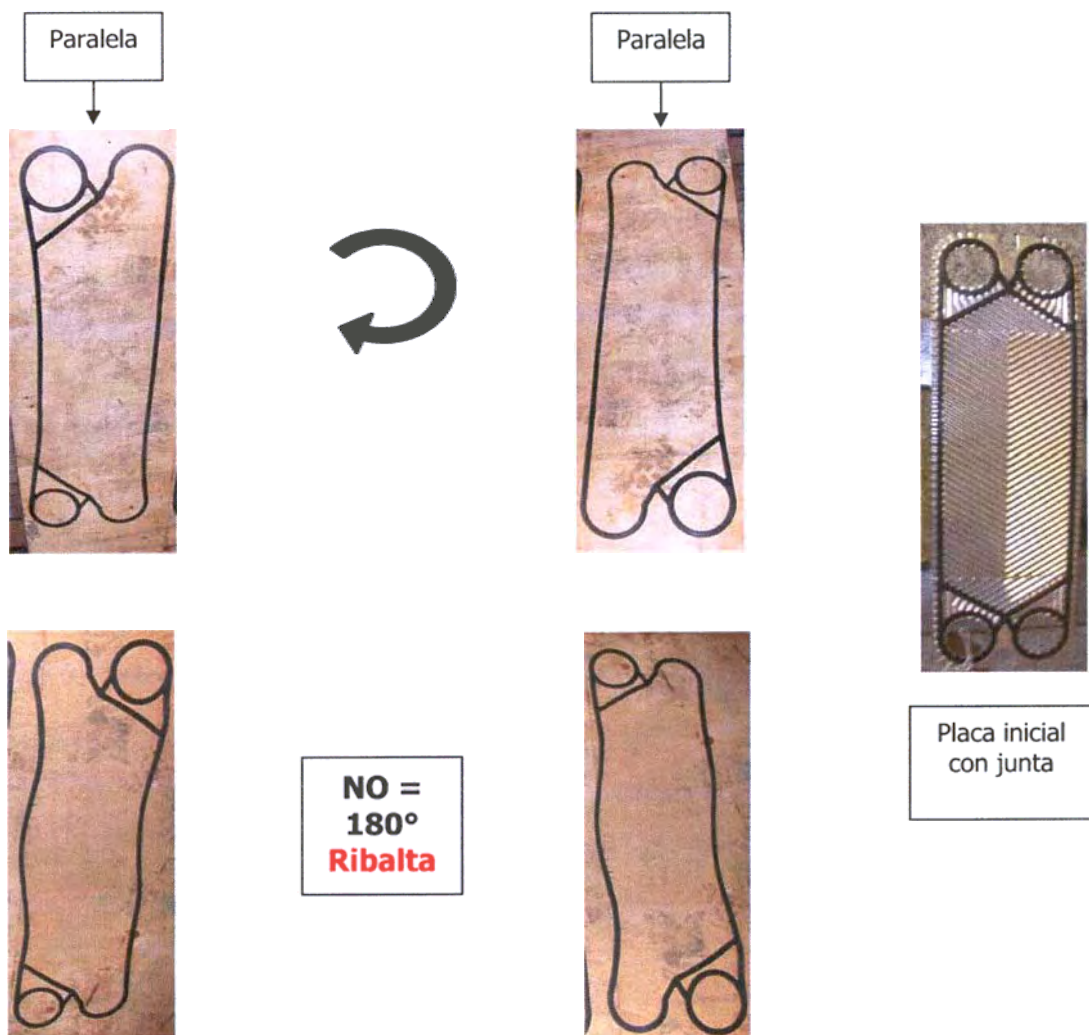 Paralela
Paralela
NO =
180°
Ribalta
Placa inicial
con junta